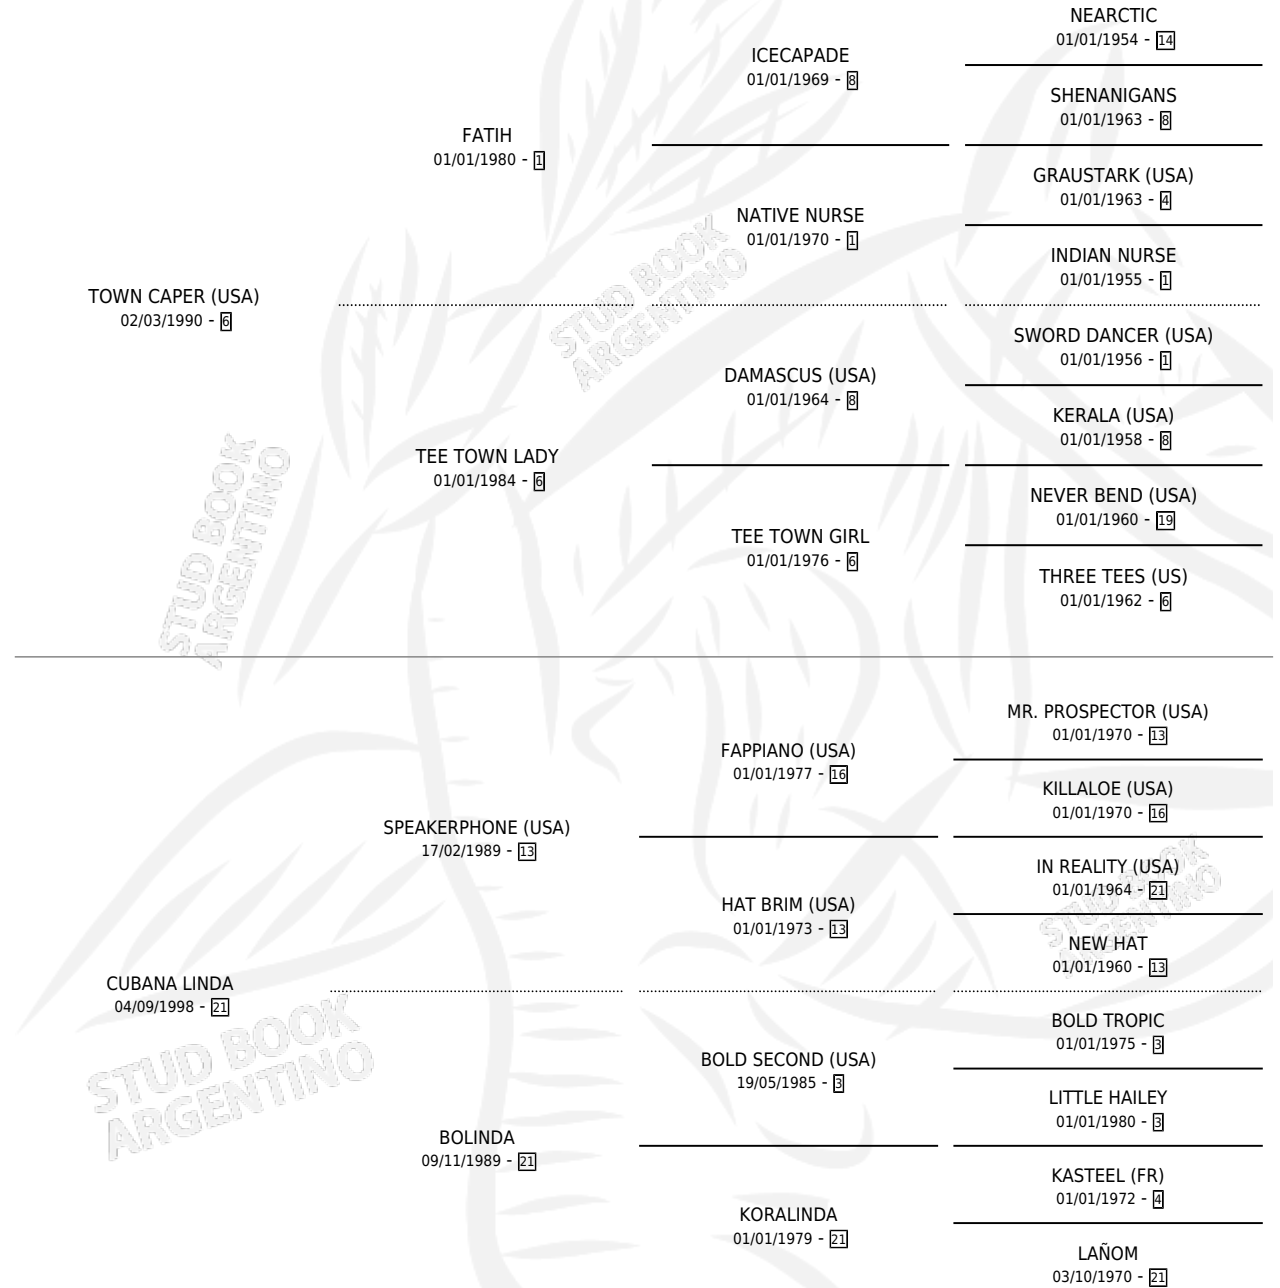 NEARCTIC
01/01/1954 - 14
ICECAPADE
01/01/1969 - 8
SHENANIGANS
01/01/1963 - 8
FATIH
01/01/1980 - 1
GRAUSTARK (USA)
01/01/1963 - 4
NATIVE NURSE
01/01/1970 - 1
INDIAN NURSE
01/01/1955 - 1
TOWN CAPER (USA)
02/03/1990 - 6
STUD BOOK
ARGENTINO
SWORD DANCER (USA)
01/01/1956 - 1
DAMASCUS (USA)
01/01/1964 - 8
KERALA (USA)
01/01/1958 - 8
TEE TOWN LADY
01/01/1984 - 6
NEVER BEND (USA)
01/01/1960 - 19
TEE TOWN GIRL
01/01/1976 - 6
THREE TEES (US)
01/01/1962 - 6
STUD BOOK
ARGENTINO
MR. PROSPECTOR (USA)
01/01/1970 - 13
FAPPIANO (USA)
01/01/1977 - 16
KILLALOE (USA)
01/01/1970 - 16
SPEAKERPHONE (USA)
17/02/1989 - 13
IN REALITY (USA)
01/01/1964 - 21
STUD BOOK
ARGENTINO
HAT BRIM (USA)
01/01/1973 - 13
NEW HAT
01/01/1960 - 13
CUBANA LINDA
04/09/1998 - 21
STUD BOOK
ARGENTINO
BOLD TROPIC
01/01/1975 - 3
BOLD SECOND (USA)
19/05/1985 - 3
LITTLE HAILEY
01/01/1980 - 3
BOLINDA
09/11/1989 - 21
KASTEEL (FR)
01/01/1972 - 4
KORALINDA
01/01/1979 - 21
LAÑOM
03/10/1970 - 21